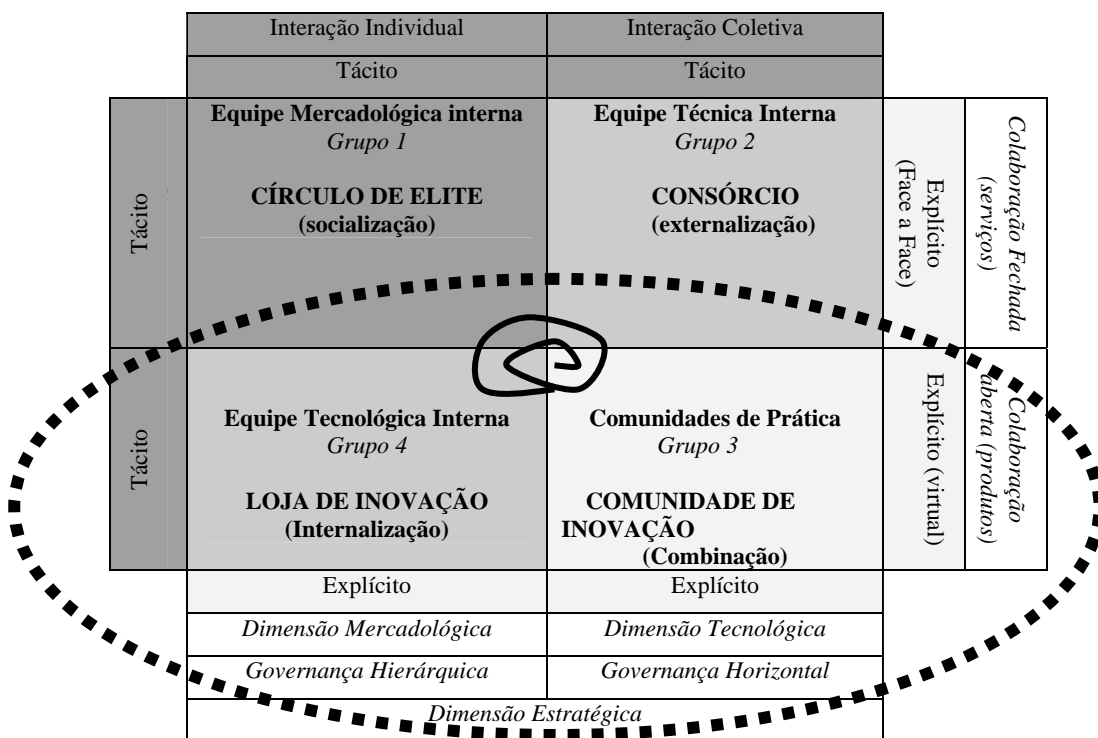 Interação Individual
Interação Coletiva
Tácito
Tácito
Tácito
Equipe Mercadológica interna
Grupo 1
CÍRCULO DE ELITE
(socialização)
Equipe Técnica Interna
Grupo 2
CONSÓRCIO
(externalização)
Explícito
(Face a Face)
Colaboração Fechada
(serviços)
Tácito
Equipe Tecnológica Interna
Grupo 4
LOJA DE INOVAÇÃO
(Internalização)
Comunidades de Prática
Grupo 3
COMUNIDADE DE
INOVAÇÃO
(Combinação)
Explícito (virtual)
Colaboração
aberta (produtos)
Explícito
Explícito
Dimensão Mercadológica
Dimensão Tecnológica
Governança Hierárquica
Governança Horizontal
Dimensão Estratégica